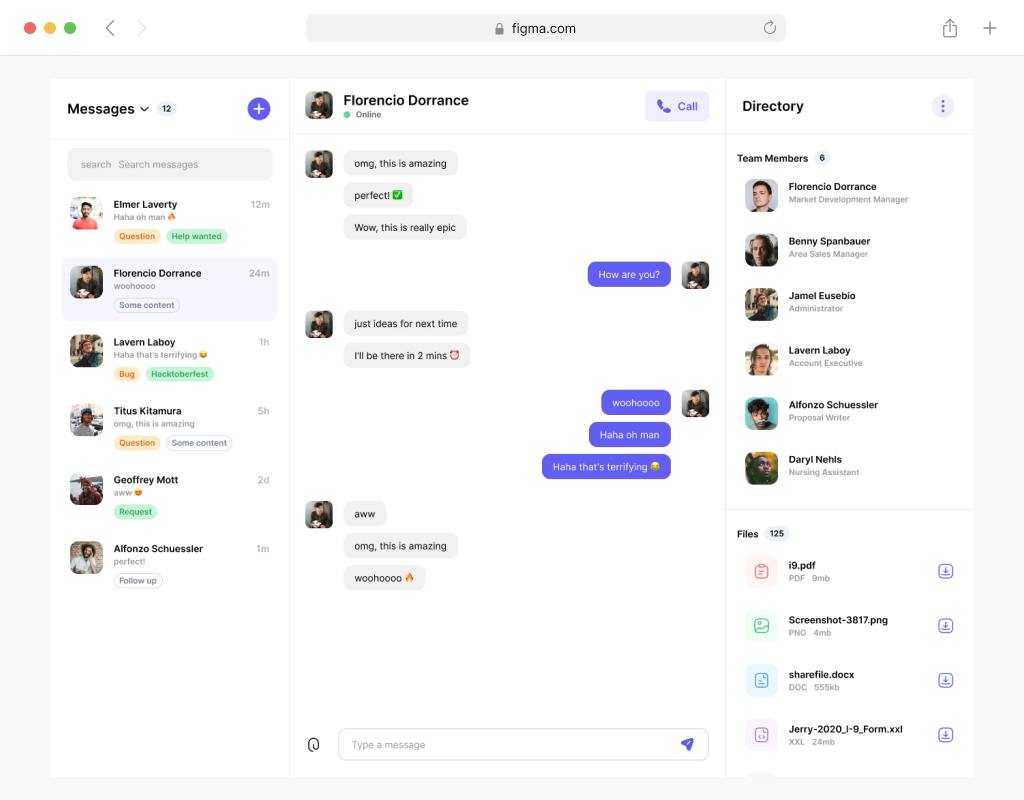 figma.com
Messages 12
search Search messages
Elmer Laverty 12m
Haha oh man 🔥
Question Help wanted
Florencio Dorrance 24m
woohoooo
Some content
Lavern Laboy 1h
Haha that's terrifying 😂
Bug Hacktoberfest
Titus Kitamura 5h
omg, this is amazing
Question Some content
Geoffrey Mott 2d
aww 😍
Request
Alfonzo Schuessler 1m
perfect!
Follow up
Florencio Dorrance
Online
Call
omg, this is amazing
perfect! ✅
Wow, this is really epic
How are you?
just ideas for next time
I'll be there in 2 mins ⏰
woohoooo
Haha oh man
Haha that's terrifying 😂
aww
omg, this is amazing
woohoooo 🔥
Type a message
Directory
Team Members 6
Florencio Dorrance
Market Development Manager
Benny Spanbauer
Area Sales Manager
Jamel Eusebio
Administrator
Lavern Laboy
Account Executive
Alfonzo Schuessler
Proposal Writer
Daryl Nehls
Nursing Assistant
Files 125
i9.pdf
PDF 9mb
Screenshot-3817.png
PNG 4mb
sharefile.docx
DOC 555kb
Jerry-2020_I-9_Form.xxl
XXL 24mb